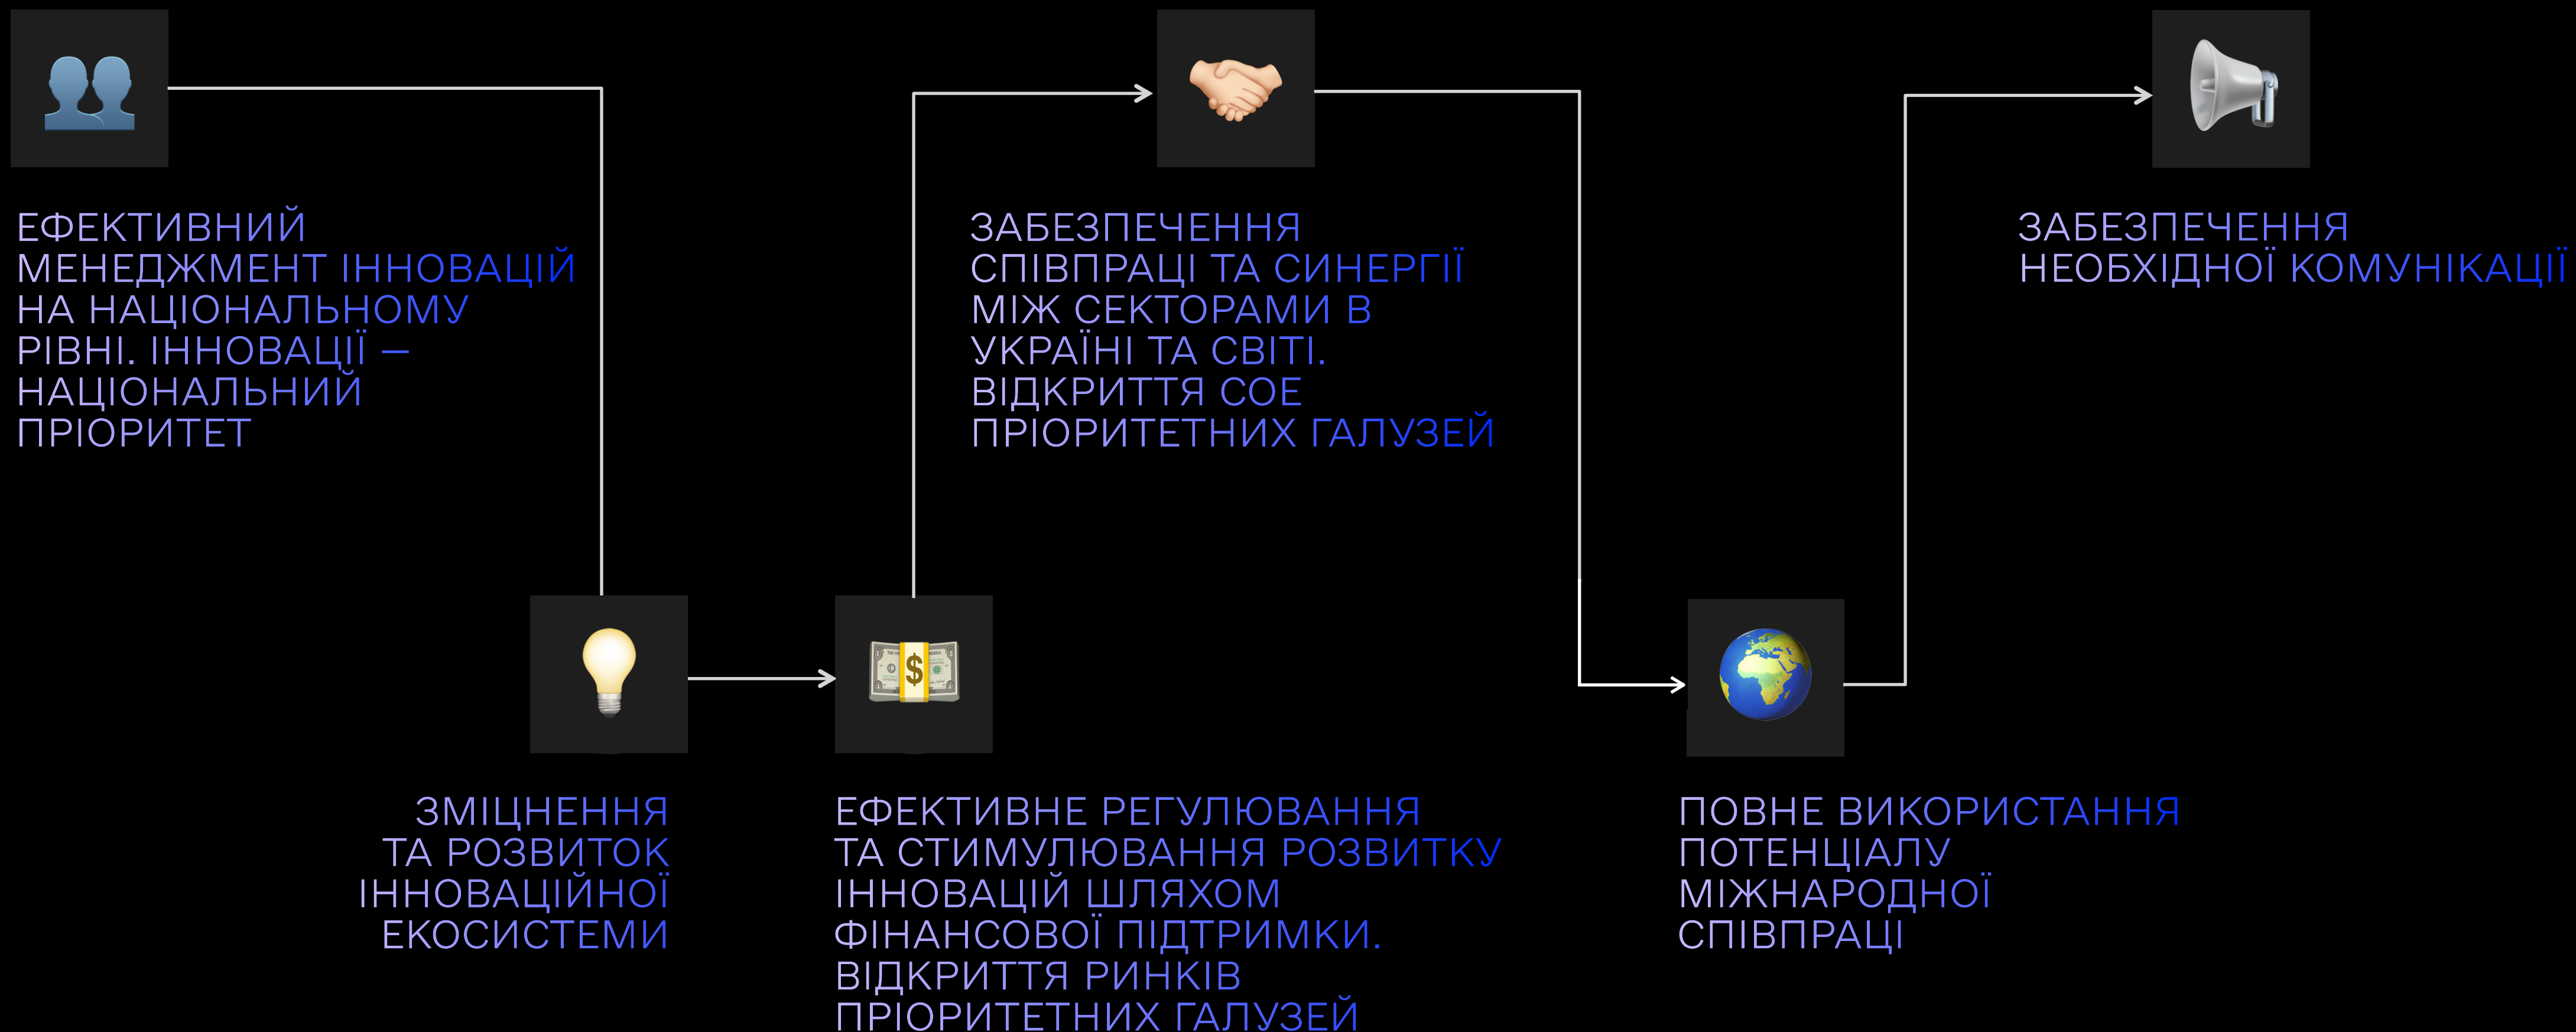 ЕФЕКТИВНИЙ
МЕНЕДЖМЕНТ ІННОВАЦІЙ
НА НАЦІОНАЛЬНОМУ
РІВНІ. ІННОВАЦІЇ —
НАЦІОНАЛЬНИЙ
ПРІОРИТЕТ
ЗМІЦНЕННЯ
ТА РОЗВИТОК
ІННОВАЦІЙНОЇ
ЕКОСИСТЕМИ
ЕФЕКТИВНЕ РЕГУЛЮВАННЯ
ТА СТИМУЛЮВАННЯ РОЗВИТКУ
ІННОВАЦІЙ ШЛЯХОМ
ФІНАНСОВОЇ ПІДТРИМКИ.
ВІДКРИТТЯ РИНКІВ
ПРІОРИТЕТНИХ ГАЛУЗЕЙ
ЗАБЕЗПЕЧЕННЯ
СПІВПРАЦІ ТА СИНЕРГІЇ
МІЖ СЕКТОРАМИ В
УКРАЇНІ ТА СВІТІ.
ВІДКРИТТЯ СОЕ
ПРІОРИТЕТНИХ ГАЛУЗЕЙ
ПОВНЕ ВИКОРИСТАННЯ
ПОТЕНЦІАЛУ
МІЖНАРОДНОЇ
СПІВПРАЦІ
ЗАБЕЗПЕЧЕННЯ
НЕОБХІДНОЇ КОМУНІКАЦІЇ